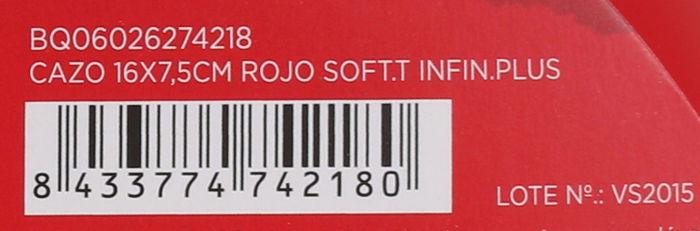 BQ06026274218
CAZO 16X7,5CM ROJO SOFT.T INFIN.PLUS
8 433774 742180
LOTE Nº.: VS2015